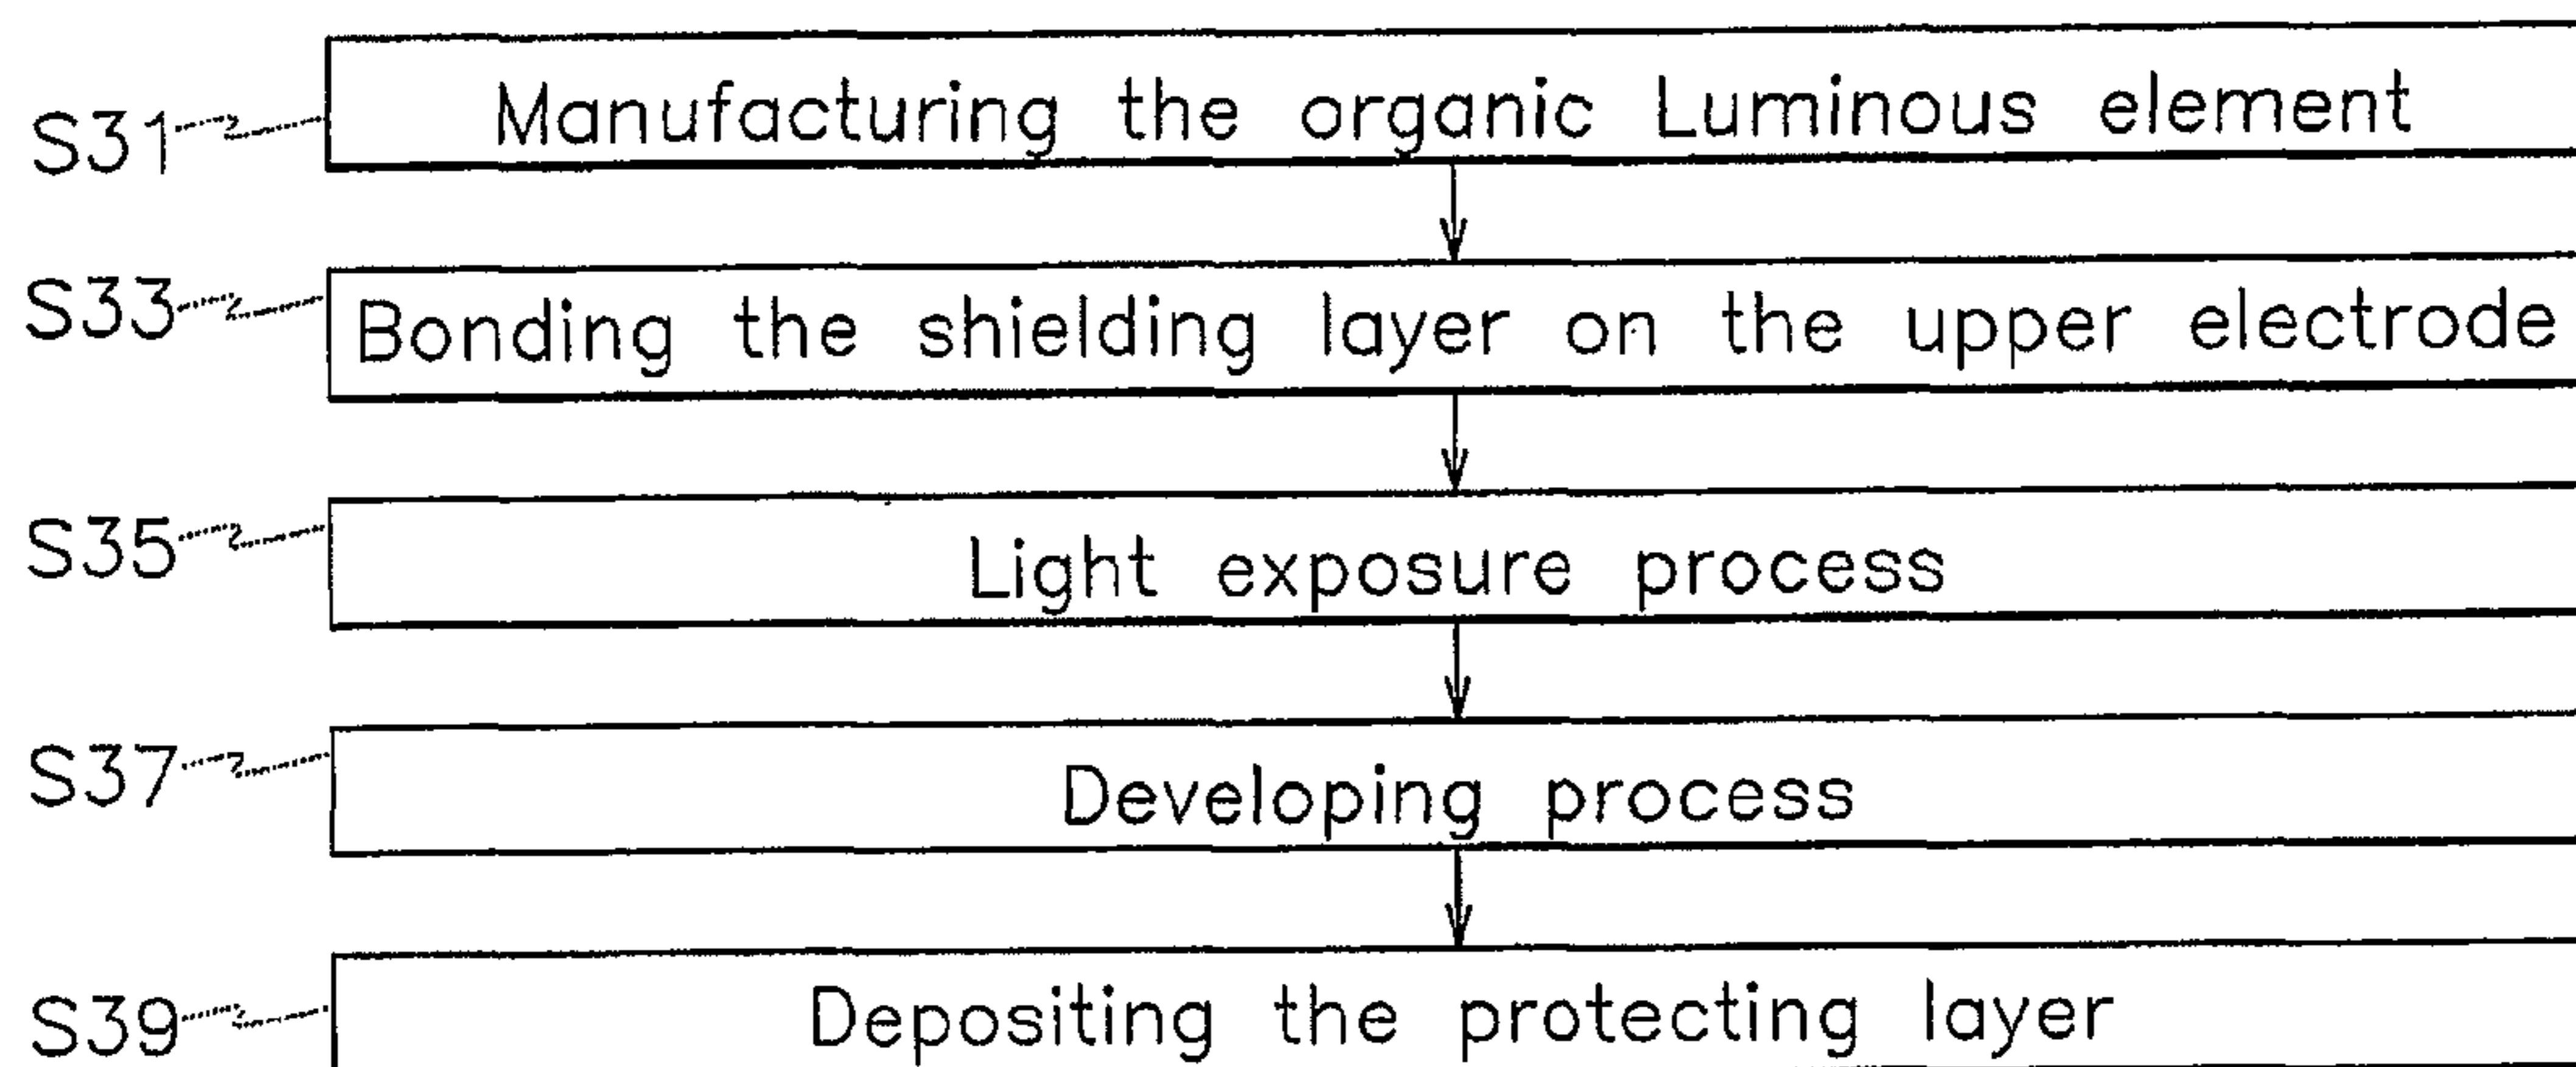 S31 Manufacturing the organic Luminous element
S33 Bonding the shielding layer on the upper electrode
S35 Light exposure process
S37 Developing process
S39 Depositing the protecting layer